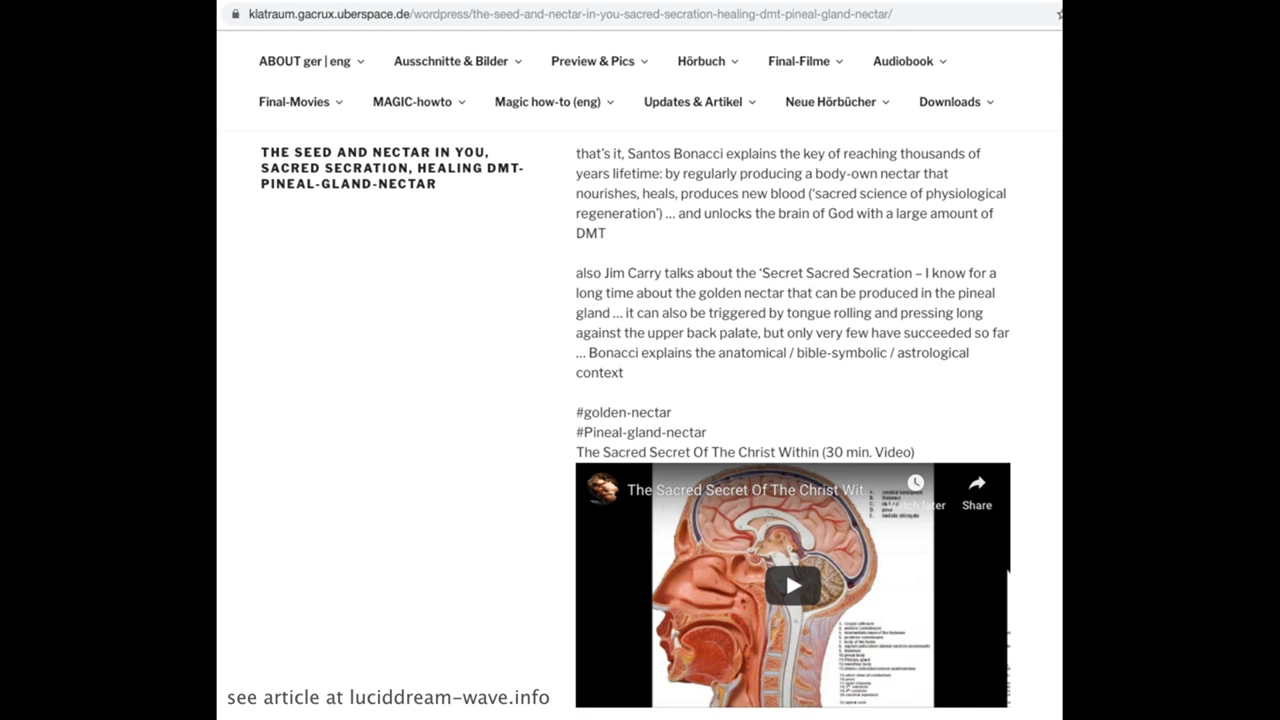 klatraum.gacrux.uberspace.de/wordpress/the-seed-and-nectar-in-you-sacred-secration-healing-dmt-pineal-gland-nectar/
ABOUT ger | eng
Ausschnitte & Bilder
Preview & Pics
Hörbuch
Final-Filme
Audiobook
Final-Movies
MAGIC-howto
Magic how-to (eng)
Updates & Artikel
Neue Hörbücher
Downloads
THE SEED AND NECTAR IN YOU,
SACRED SECRATION, HEALING DMT-
PINEAL-GLAND-NECTAR
that's it, Santos Bonacci explains the key of reaching thousands of
years lifetime: by regularly producing a body-own nectar that
nourishes, heals, produces new blood ('sacred science of physiological
regeneration') … and unlocks the brain of God with a large amount of
DMT
also Jim Carry talks about the 'Secret Sacred Secration – I know for a
long time about the golden nectar that can be produced in the pineal
gland … it can also be triggered by tongue rolling and pressing long
against the upper back palate, but only very few have succeeded so far
… Bonacci explains the anatomical / bible-symbolic / astrological
context
#golden-nectar
#Pineal-gland-nectar
The Sacred Secret Of The Christ Within (30 min. Video)
The Sacred Secret Of The Christ Wit…
Watch later
Share
see article at luciddream-wave.info